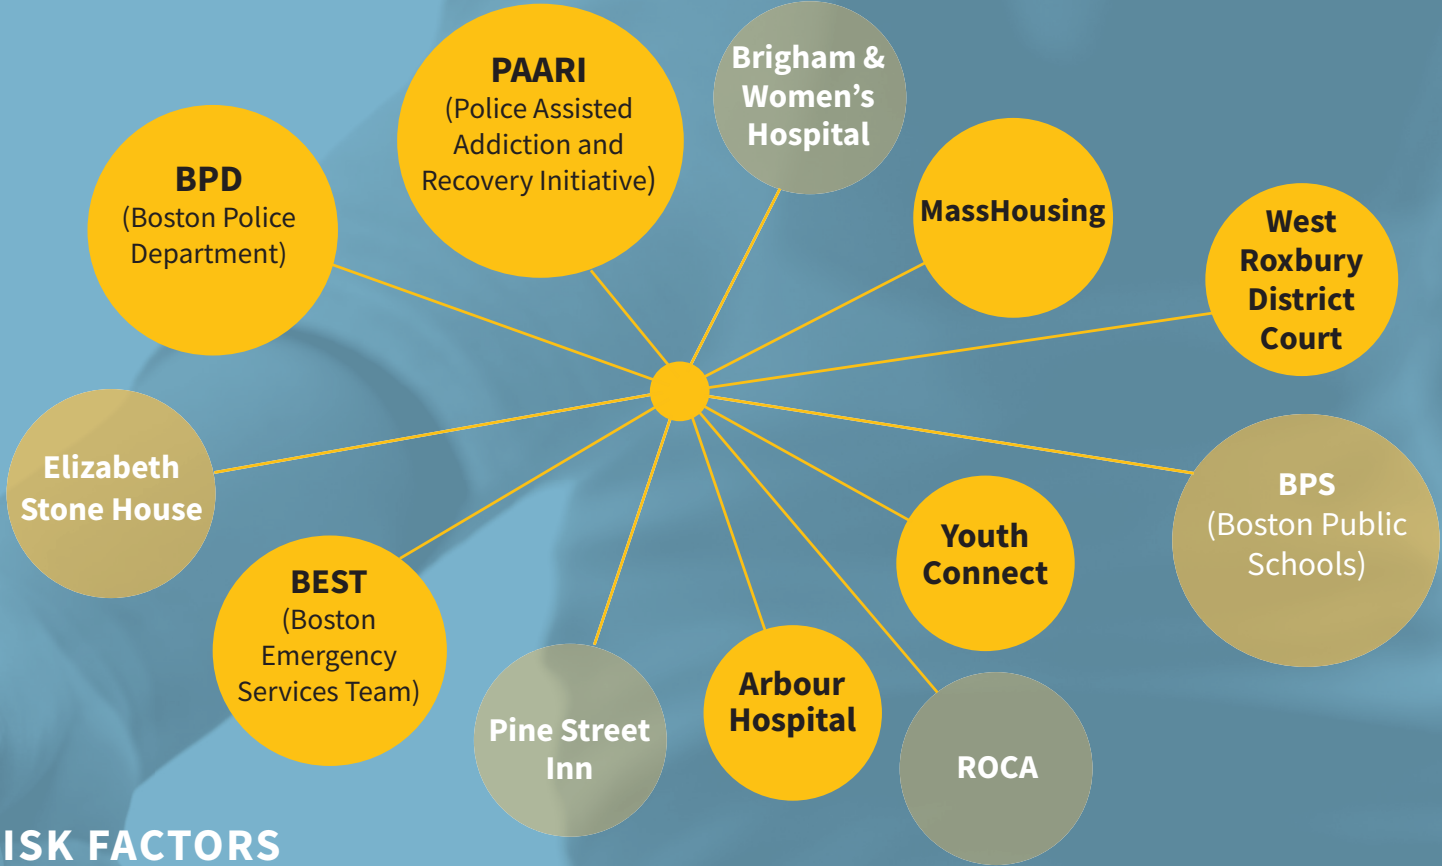 PAARI
(Police Assisted
Addiction and
Recovery Initiative)
Brigham &
Women’s
Hospital
BPD
(Boston Police
Department)
MassHousing
West
Roxbury
District
Court
Elizabeth
Stone House
BPS
(Boston Public
Schools)
Youth
Connect
BEST
(Boston
Emergency
Services Team)
Pine Street
Inn
Arbour
Hospital
ROCA
ISK FACTORS